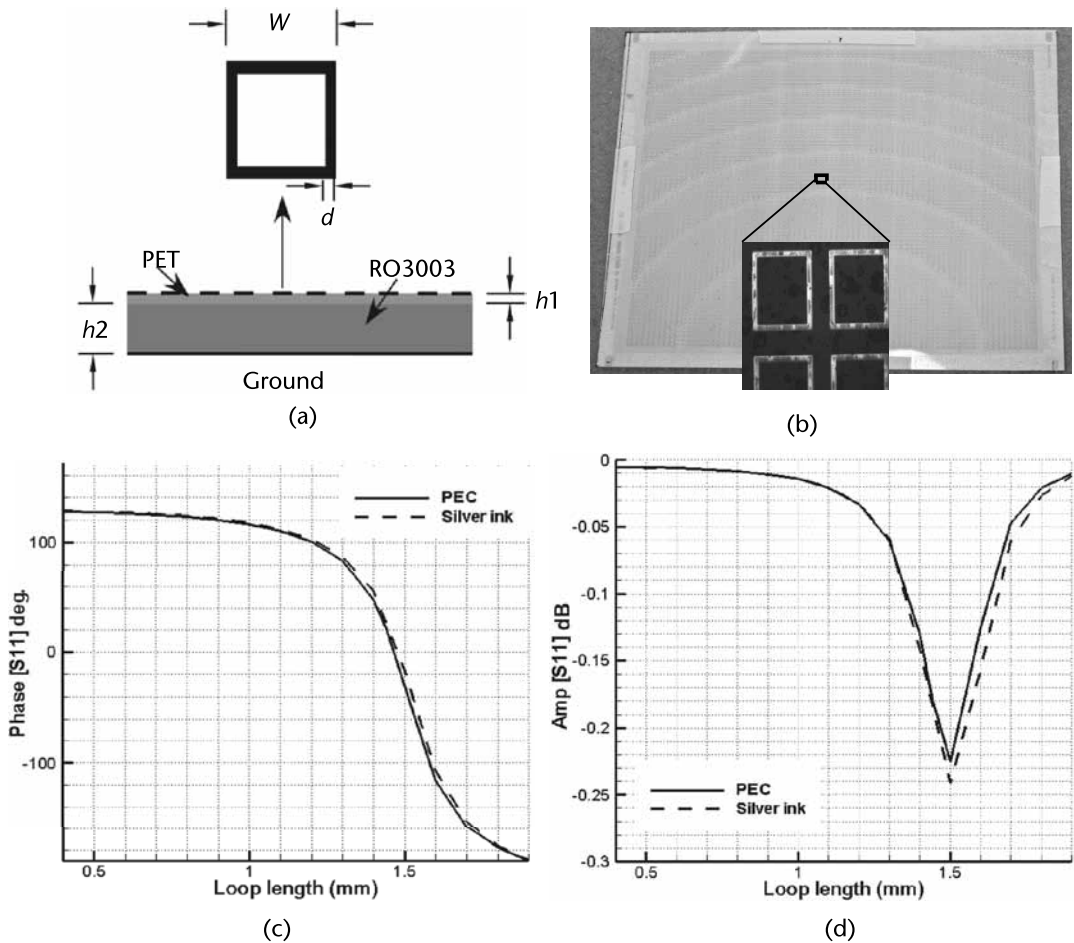 W
d
PET
RO3003
h1
h2
Ground
(a)
(b)
PEC
Silver ink
100
0
-100
Phase [S11] deg.
0.5
1
1.5
Loop length (mm)
(c)
0
-0.05
-0.1
-0.15
-0.2
-0.25
-0.3
Amp [S11] dB
PEC
Silver ink
0.5
1
1.5
Loop length (mm)
(d)